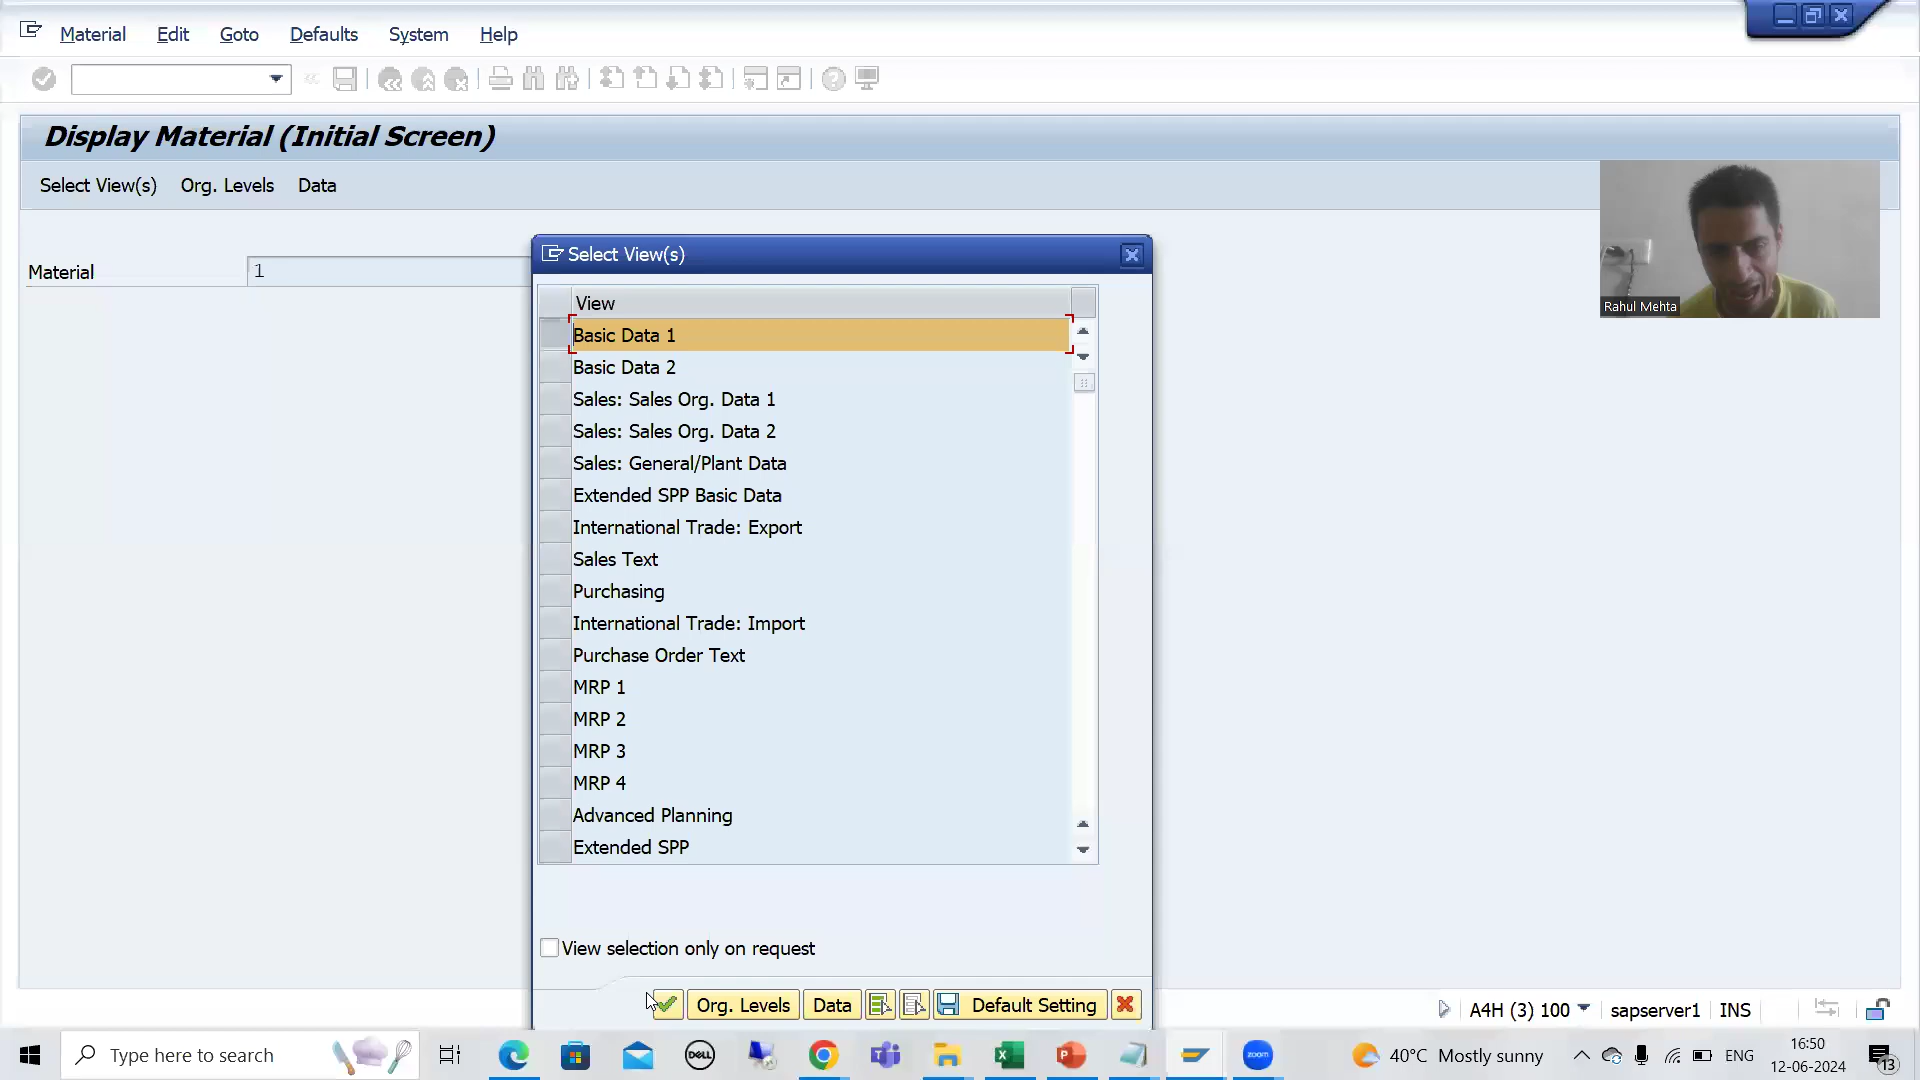 Material Edit Goto Defaults System Help
Display Material (Initial Screen)
Select View(s) Org. Levels Data
Material 1
Rahul Mehta
Select View(s)
View
Basic Data 1
Basic Data 2
Sales: Sales Org. Data 1
Sales: Sales Org. Data 2
Sales: General/Plant Data
Extended SPP Basic Data
International Trade: Export
Sales Text
Purchasing
International Trade: Import
Purchase Order Text
MRP 1
MRP 2
MRP 3
MRP 4
Advanced Planning
Extended SPP
View selection only on request
Org. Levels Data Default Setting
A4H (3) 100 sapserver1 INS
Type here to search
DELL
zoom
40°C Mostly sunny
ENG
16:50
12-06-2024
13